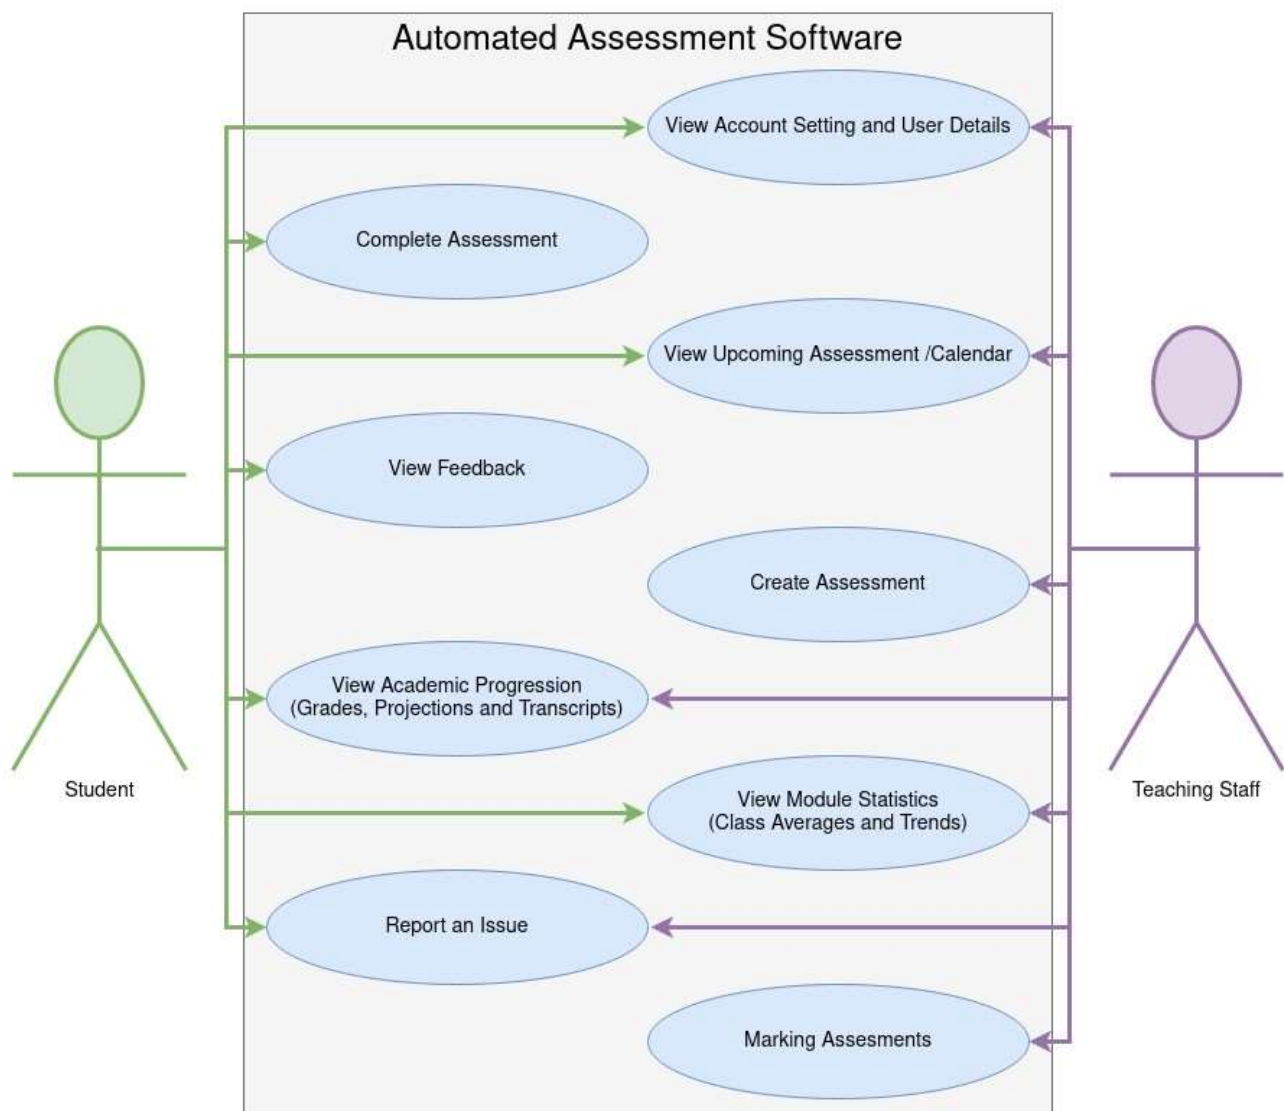 Automated Assessment Software
View Account Setting and User Details
Complete Assessment
View Upcoming Assessment /Calendar
View Feedback
Create Assessment
View Academic Progression
(Grades, Projections and Transcripts)
Student
Teaching Staff
View Module Statistics
(Class Averages and Trends)
Report an Issue
Marking Assesments